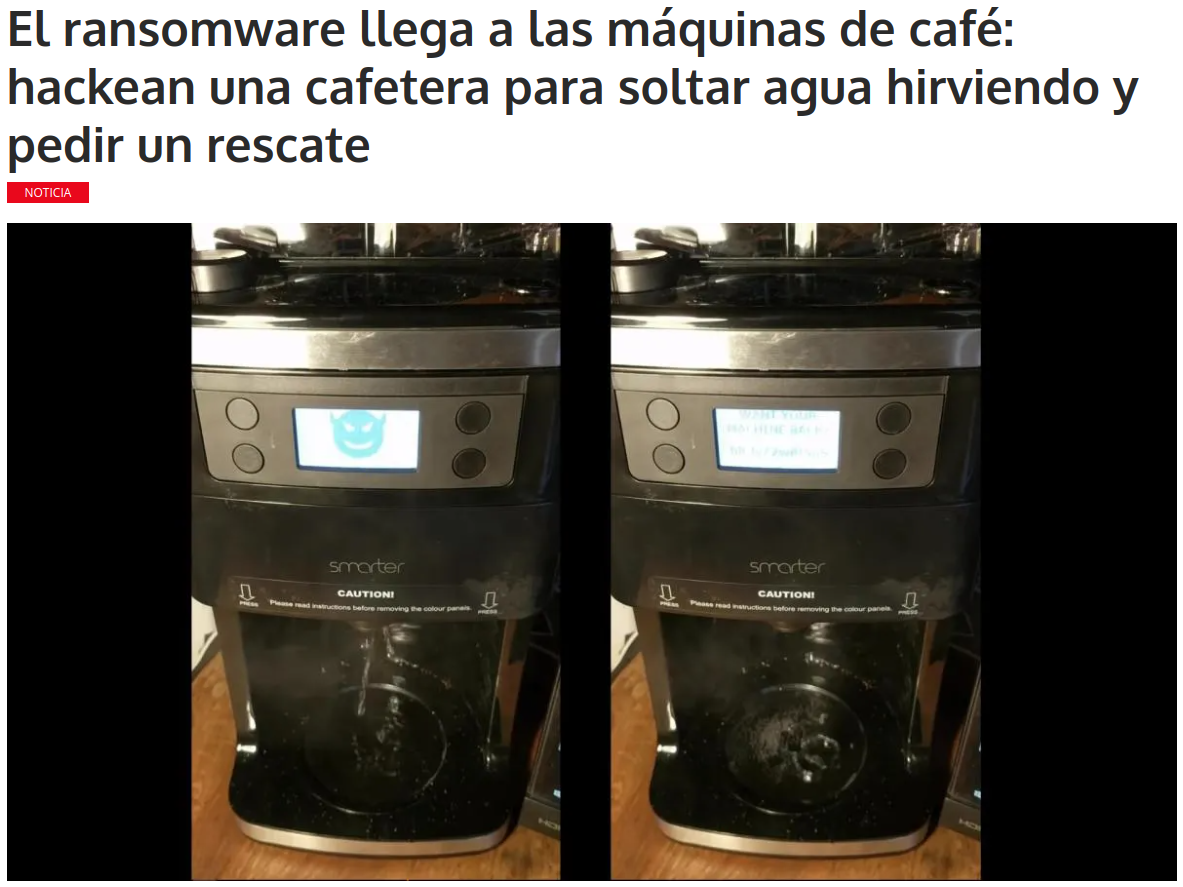 El ransomware llega a las máquinas de café:
hackean una cafetera para soltar agua hirviendo y
pedir un rescate
NOTICIA
smarter
CAUTION!
PRESS
Please read instructions before removing the colour panels.
PRESS
smarter
CAUTION!
PRESS
Please read instructions before removing the colour panels.
PRESS